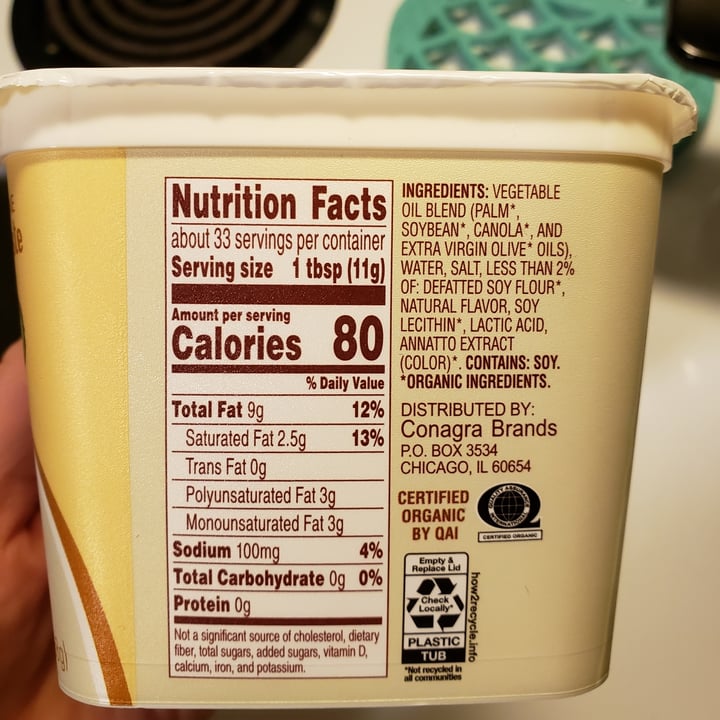 Nutrition Facts
about 33 servings per container
Serving size 1 tbsp (11g)
Amount per serving
Calories 80
% Daily Value
Total Fat 9g 12%
Saturated Fat 2.5g 13%
Trans Fat 0g
Polyunsaturated Fat 3g
Monounsaturated Fat 3g
Sodium 100mg 4%
Total Carbohydrate 0g 0%
Protein 0g
Not a significant source of cholesterol, dietary
fiber, total sugars, added sugars, vitamin D,
calcium, iron, and potassium.
INGREDIENTS: VEGETABLE
OIL BLEND (PALM*,
SOYBEAN*, CANOLA*, AND
EXTRA VIRGIN OLIVE* OILS),
WATER, SALT, LESS THAN 2%
OF: DEFATTED SOY FLOUR*,
NATURAL FLAVOR, SOY
LECITHIN*, LACTIC ACID,
ANNATTO EXTRACT
(COLOR)*. CONTAINS: SOY.
*ORGANIC INGREDIENTS.
DISTRIBUTED BY:
Conagra Brands
P.O. BOX 3534
CHICAGO, IL 60654
CERTIFIED
ORGANIC
BY QAI
QUALITY ASSURANCE
INTERNATIONAL
CERTIFIED ORGANIC
Empty &
Replace Lid
Check
Locally*
PLASTIC
TUB
how2recycle.info
*Not recycled in
all communities